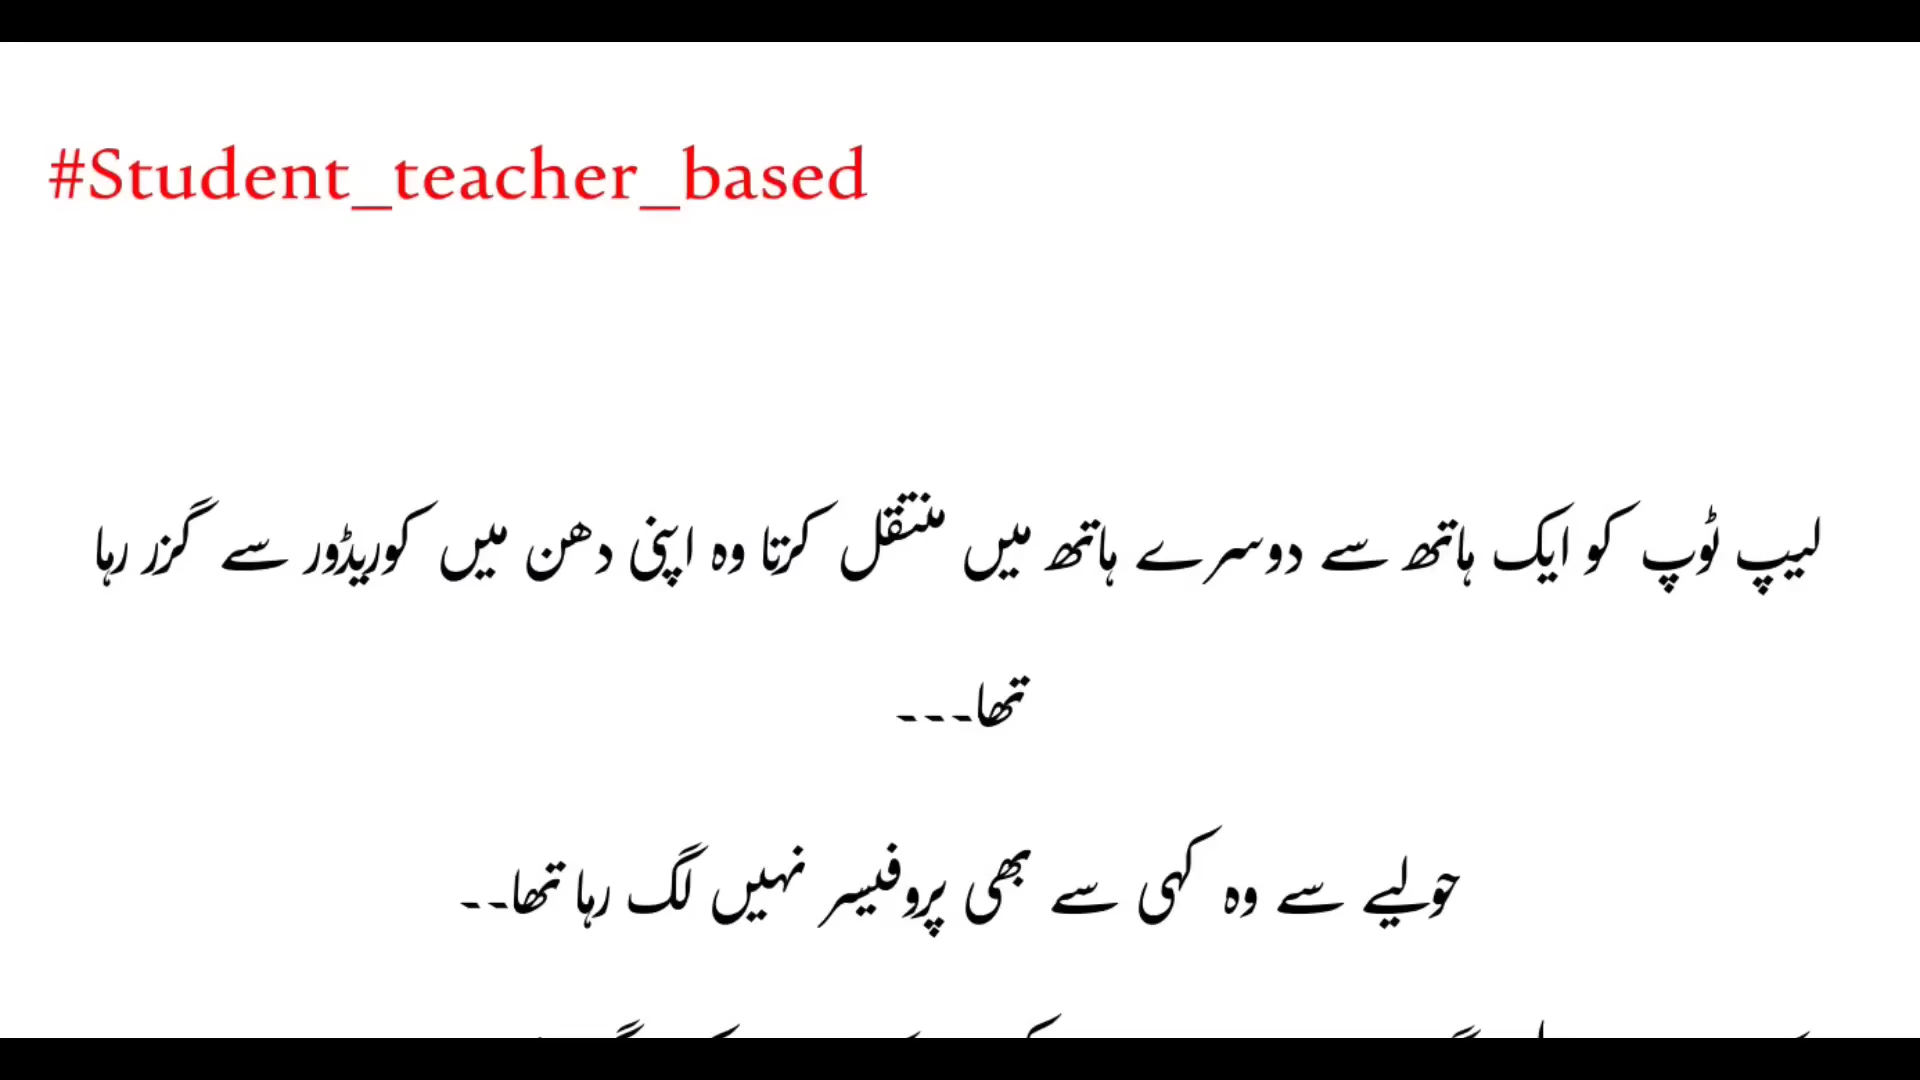 #Student_teacher_based
لیپ ٹوپ کو ایک ہاتھ سے دوسرے ہاتھ میں منتقل کرتا وہ اپنی دھن میں کوریڈور سے گزر رہا
تھا۔۔۔
حولیے سے وہ کہی سے بھی پروفیسر نہیں لگ رہا تھا۔۔